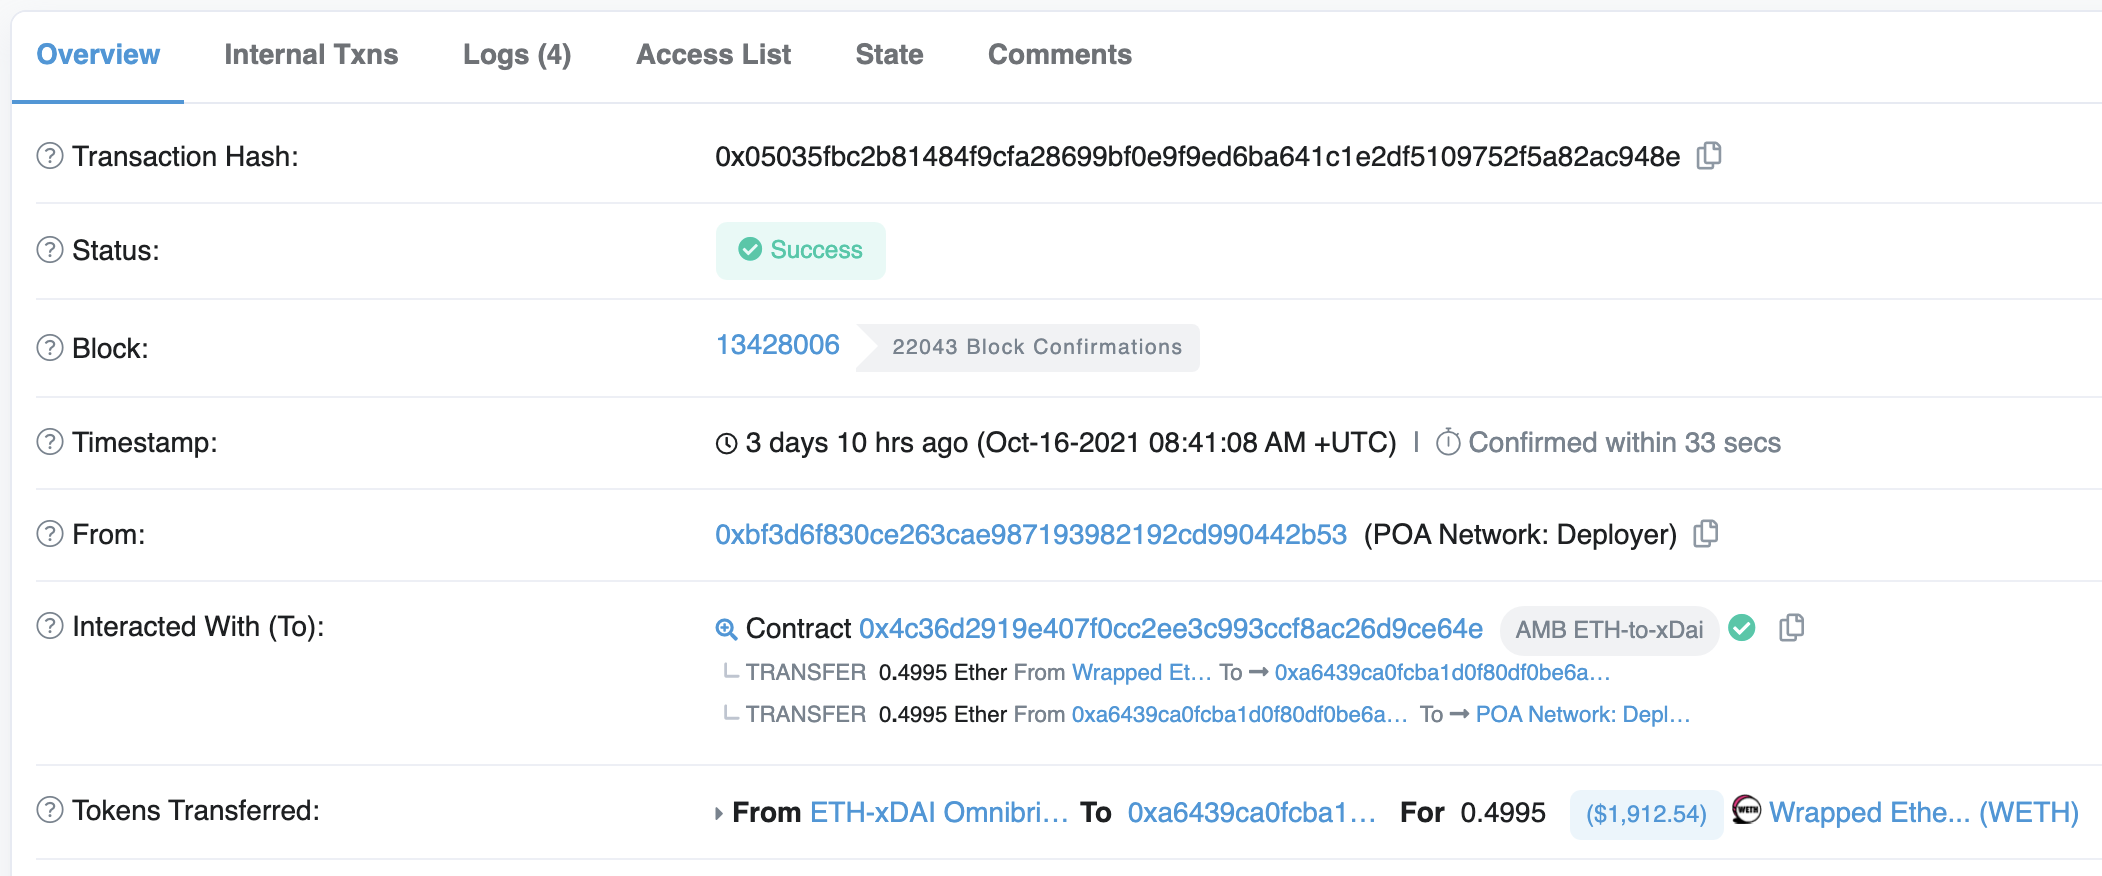 Overview Internal Txns Logs (4) Access List State Comments
Transaction Hash: 0x05035fbc2b81484f9cfa28699bf0e9f9ed6ba641c1e2df5109752f5a82ac948e
Status: Success
Block: 13428006 22043 Block Confirmations
Timestamp: 3 days 10 hrs ago (Oct-16-2021 08:41:08 AM +UTC) | Confirmed within 33 secs
From: 0xbf3d6f830ce263cae987193982192cd990442b53 (POA Network: Deployer)
Interacted With (To): Contract 0x4c36d2919e407f0cc2ee3c993ccf8ac26d9ce64e AMB ETH-to-xDai
TRANSFER 0.4995 Ether From Wrapped Et... To → 0xa6439ca0fcba1d0f80df0be6a...
TRANSFER 0.4995 Ether From 0xa6439ca0fcba1d0f80df0be6a... To → POA Network: Depl...
Tokens Transferred: From ETH-xDAI Omnibri... To 0xa6439ca0fcba1... For 0.4995 ($1,912.54) WETH Wrapped Ethe... (WETH)